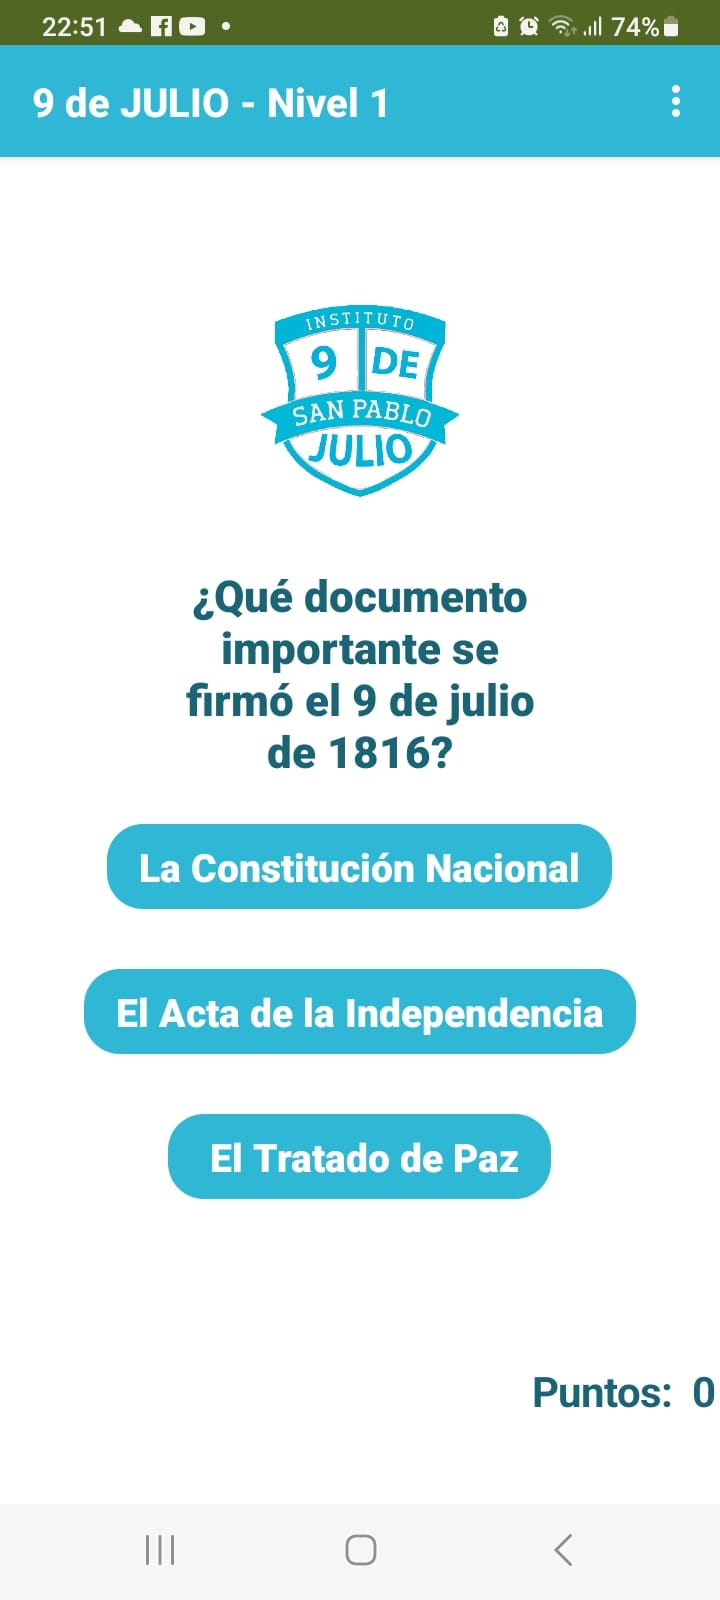 22:51
74%
9 de JULIO - Nivel 1
INSTITUTO
9 DE
SAN PABLO
JULIO
¿Qué documento
importante se
firmó el 9 de julio
de 1816?
La Constitución Nacional
El Acta de la Independencia
El Tratado de Paz
Puntos: 0